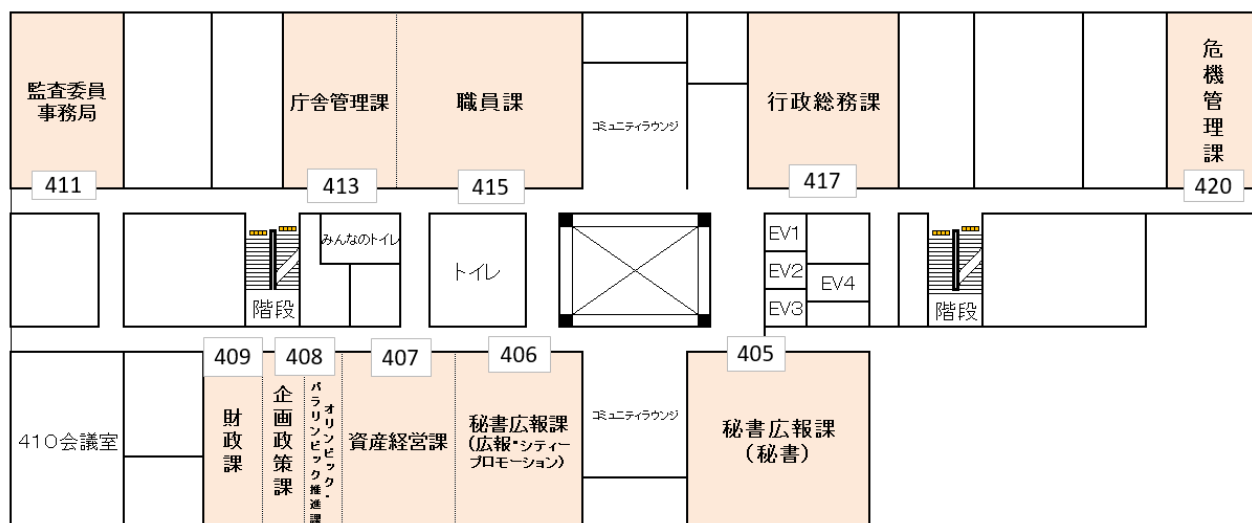 監査委員
事務局
庁舎管理課
職員課
コミュニティラウンジ
行政総務課
危機管理課
411
413
415
417
420
みんなのトイレ
トイレ
階段
EV1
EV2
EV3
EV4
階段
409
408
407
406
405
410会議室
財政課
企画政策課
オリンピック・
パラリンピック推進課
資産経営課
秘書広報課
(広報・シティー
プロモーション)
コミュニティラウンジ
秘書広報課
(秘書)